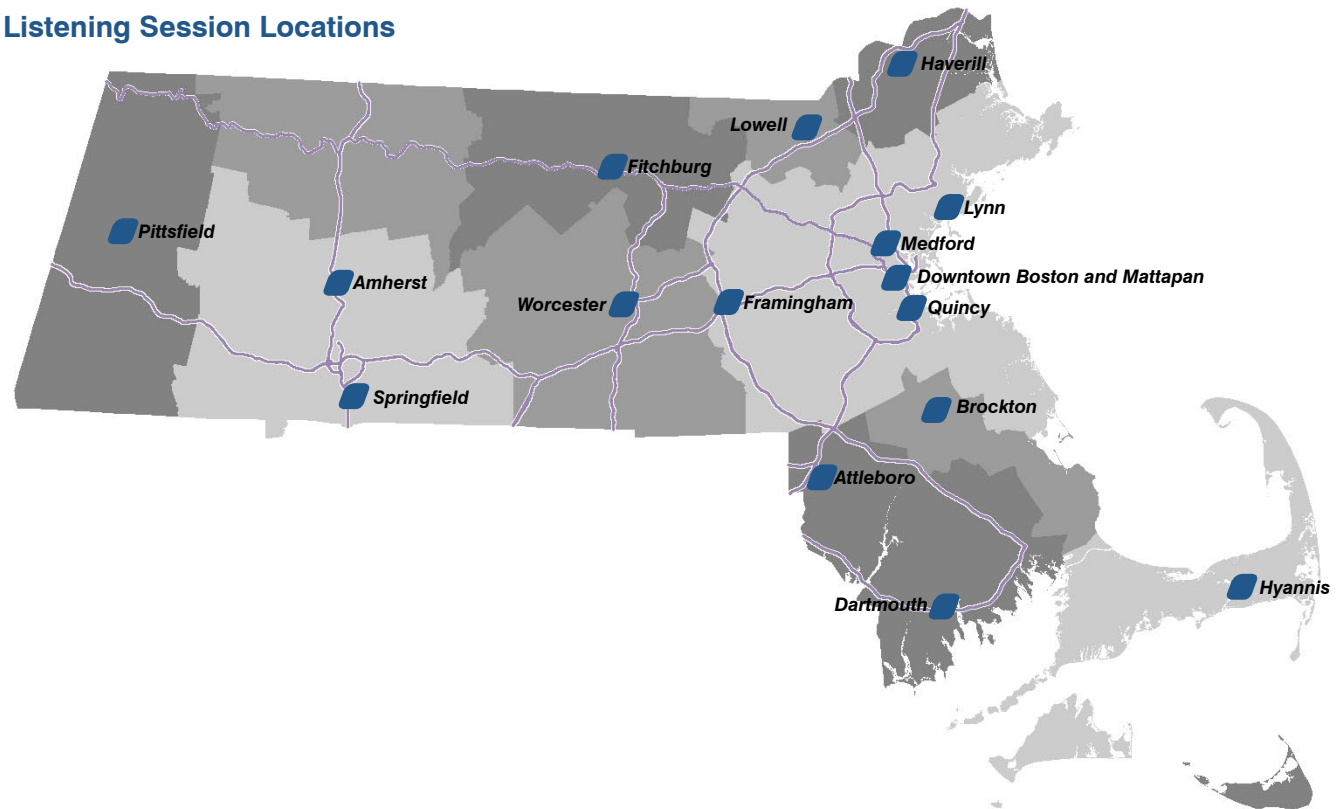 Listening Session Locations
Haverill
Lowell
Fitchburg
Lynn
Pittsfield
Medford
Amherst
Downtown Boston and Mattapan
Worcester
Framingham
Quincy
Springfield
Brockton
Attleboro
Hyannis
Dartmouth